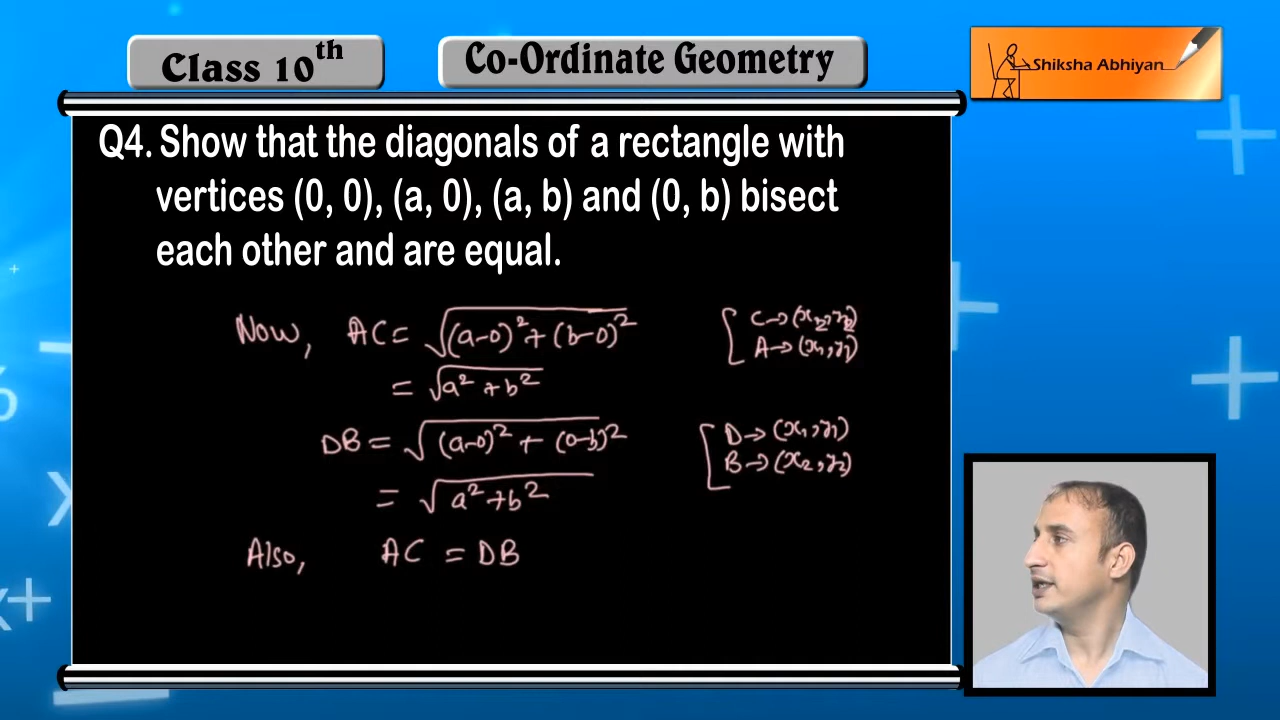 Class 10th
Co-Ordinate Geometry
Shiksha Abhiyan
Q4. Show that the diagonals of a rectangle with
vertices (0, 0), (a, 0), (a, b) and (0, b) bisect
each other and are equal.
Now, AC = √(a-0)² + (b-0)² [ C→(x₂,y₂)
A→(x₁,y₁)
= √a² + b²
DB = √(a-0)² + (0-b)² [ D→(x₁,y₁)
B→(x₂,y₂)
= √a² + b²
Also, AC = DB